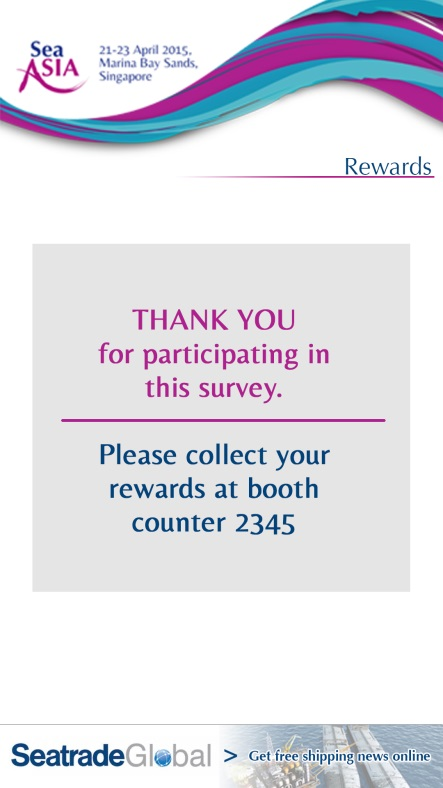 Sea
ASIA
21-23 April 2015,
Marina Bay Sands,
Singapore
Rewards
THANK YOU
for participating in
this survey.
Please collect your
rewards at booth
counter 2345
SeatradeGlobal
> Get free shipping news online